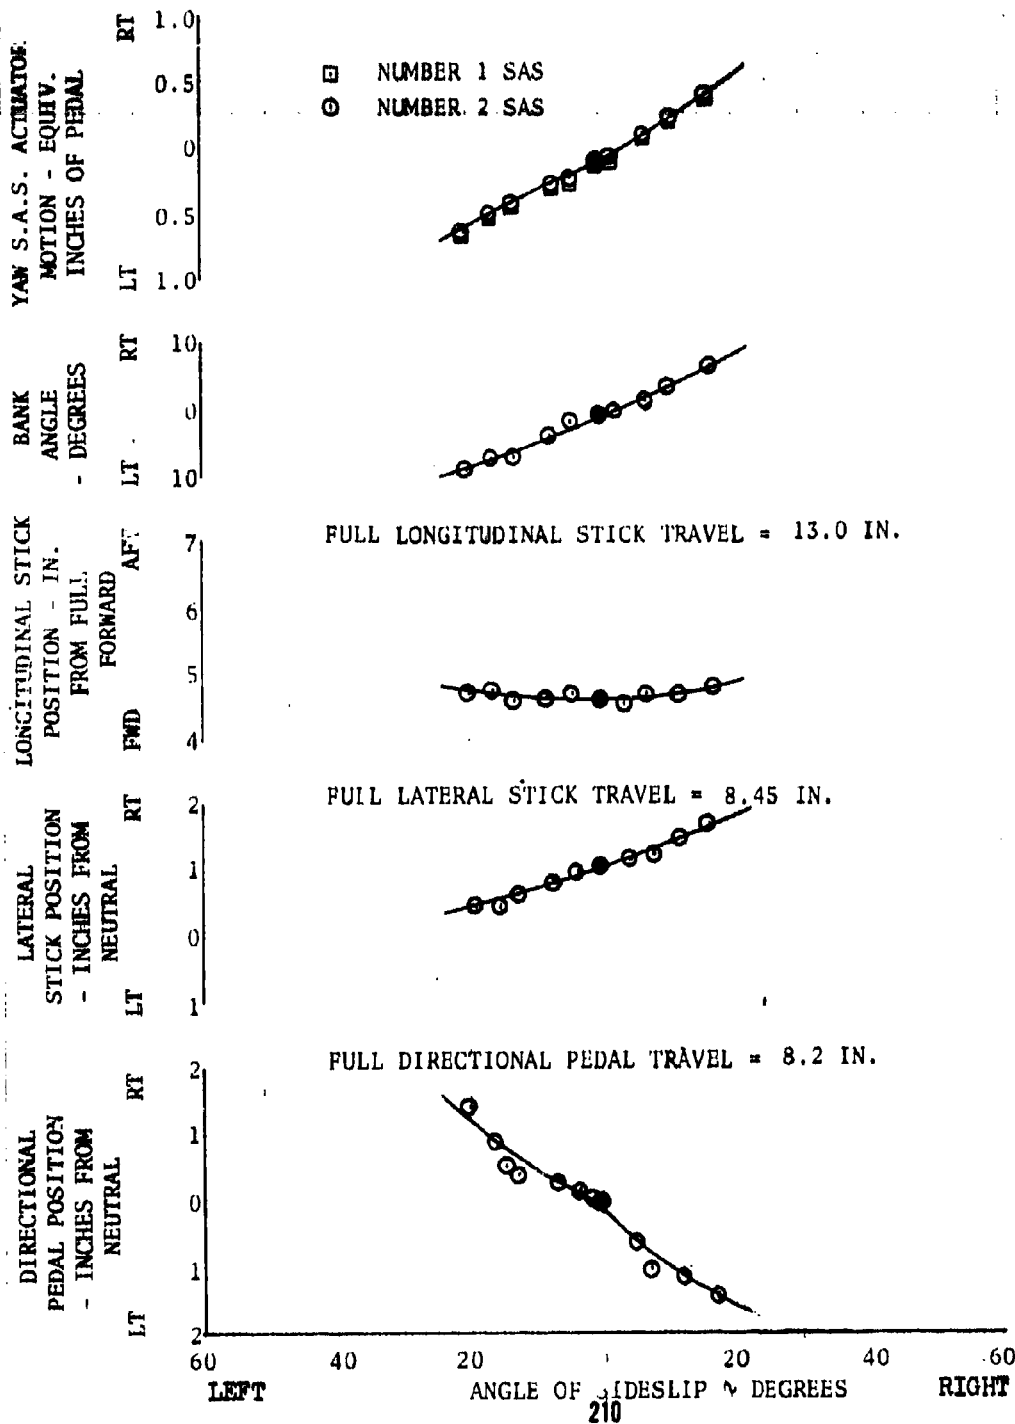 YAW S.A.S. ACTUATOR
MOTION - EQUIV.
INCHES OF PEDAL
LT RT
1.0
0.5
0
0.5
1.0
NUMBER 1 SAS
NUMBER 2 SAS
BANK
ANGLE
- DEGREES
LT RT
10
0
10
LONGITUDINAL STICK
POSITION - IN.
FROM FULL
FORWARD
FWD AFT
7
6
5
4
FULL LONGITUDINAL STICK TRAVEL = 13.0 IN.
LATERAL
STICK POSITION
- INCHES FROM
NEUTRAL
LT RT
2
1
0
1
FULL LATERAL STICK TRAVEL = 8.45 IN.
DIRECTIONAL
PEDAL POSITION
- INCHES FROM
NEUTRAL
LT RT
2
1
0
1
2
FULL DIRECTIONAL PEDAL TRAVEL = 8.2 IN.
60 40 20 20 40 60
LEFT ANGLE OF SIDESLIP ~ DEGREES RIGHT
210